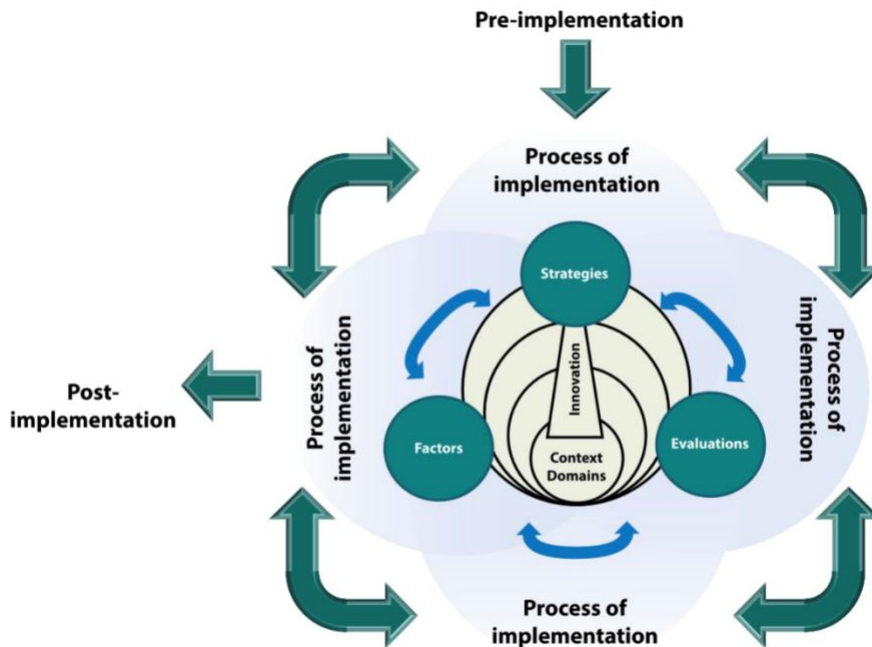 Pre-implementation
Process of
implementation
Strategies
Process of
implementation
Innovation
Process of
implementation
Post-
implementation
Factors
Context
Domains
Evaluations
Process of
implementation